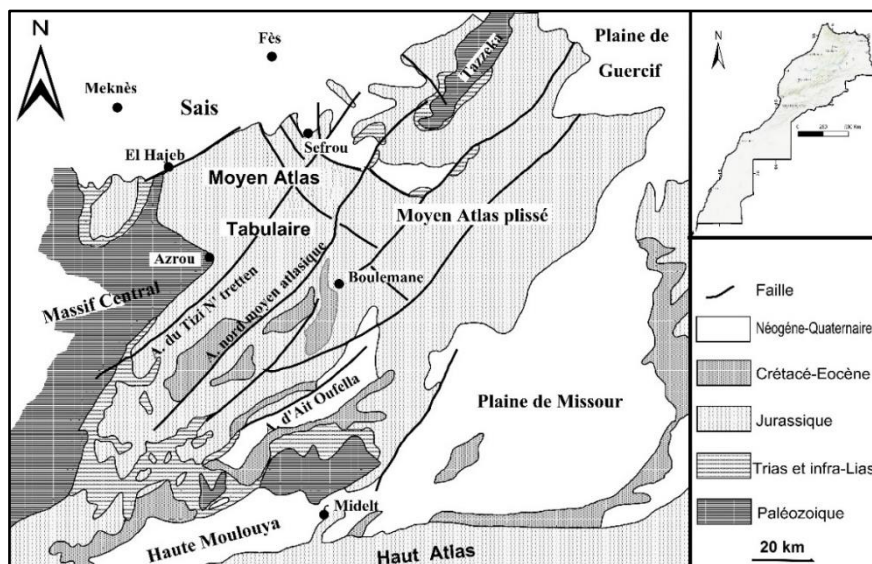 N
Fès
Meknès
Sais
Plaine de
Guercif
Tazzeka
Sefrou
El Hajeb
Moyen Atlas
Tabulaire
Moyen Atlas plissé
Azrou
Boulemane
Massif Central
A. du Tizi N' tretten
A. nord moyen atlasique
A. d'Ait Oufella
Plaine de Missour
Midelt
Haute Moulouya
Haut Atlas
N
Faille
Néogéne-Quaternaire
Crétacé-Eocène
Jurassique
Trias et infra-Lias
Paléozoique
20 km